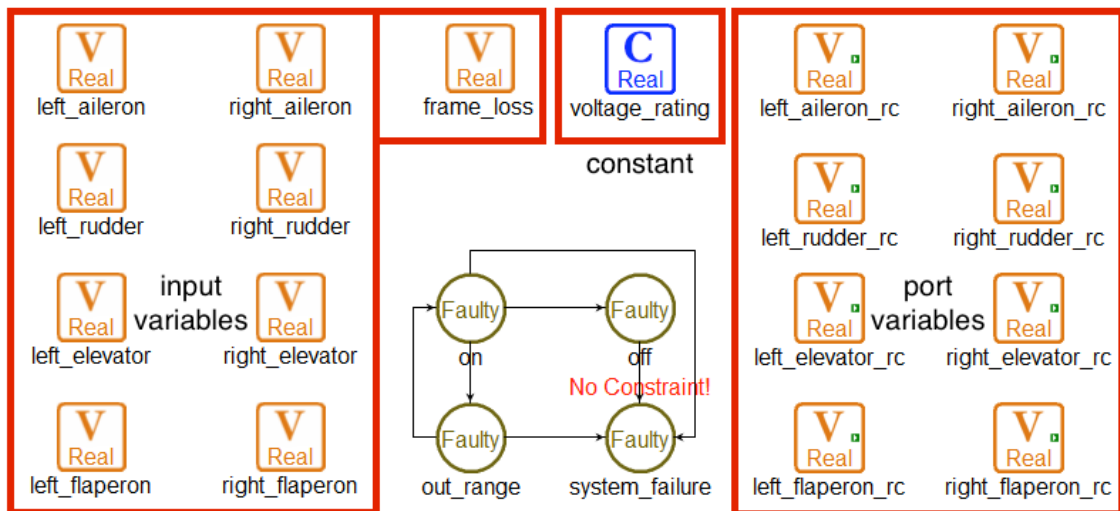 V
Real
left_aileron
V
Real
right_aileron
V
Real
left_rudder
V
Real
right_rudder
input
variables
V
Real
left_elevator
V
Real
right_elevator
V
Real
left_flaperon
V
Real
right_flaperon
V
Real
frame_loss
C
Real
voltage_rating
constant
Faulty
on
Faulty
off
No Constraint!
Faulty
out_range
Faulty
system_failure
V
Real
left_aileron_rc
V
Real
right_aileron_rc
V
Real
left_rudder_rc
V
Real
right_rudder_rc
port
variables
V
Real
left_elevator_rc
V
Real
right_elevator_rc
V
Real
left_flaperon_rc
V
Real
right_flaperon_rc